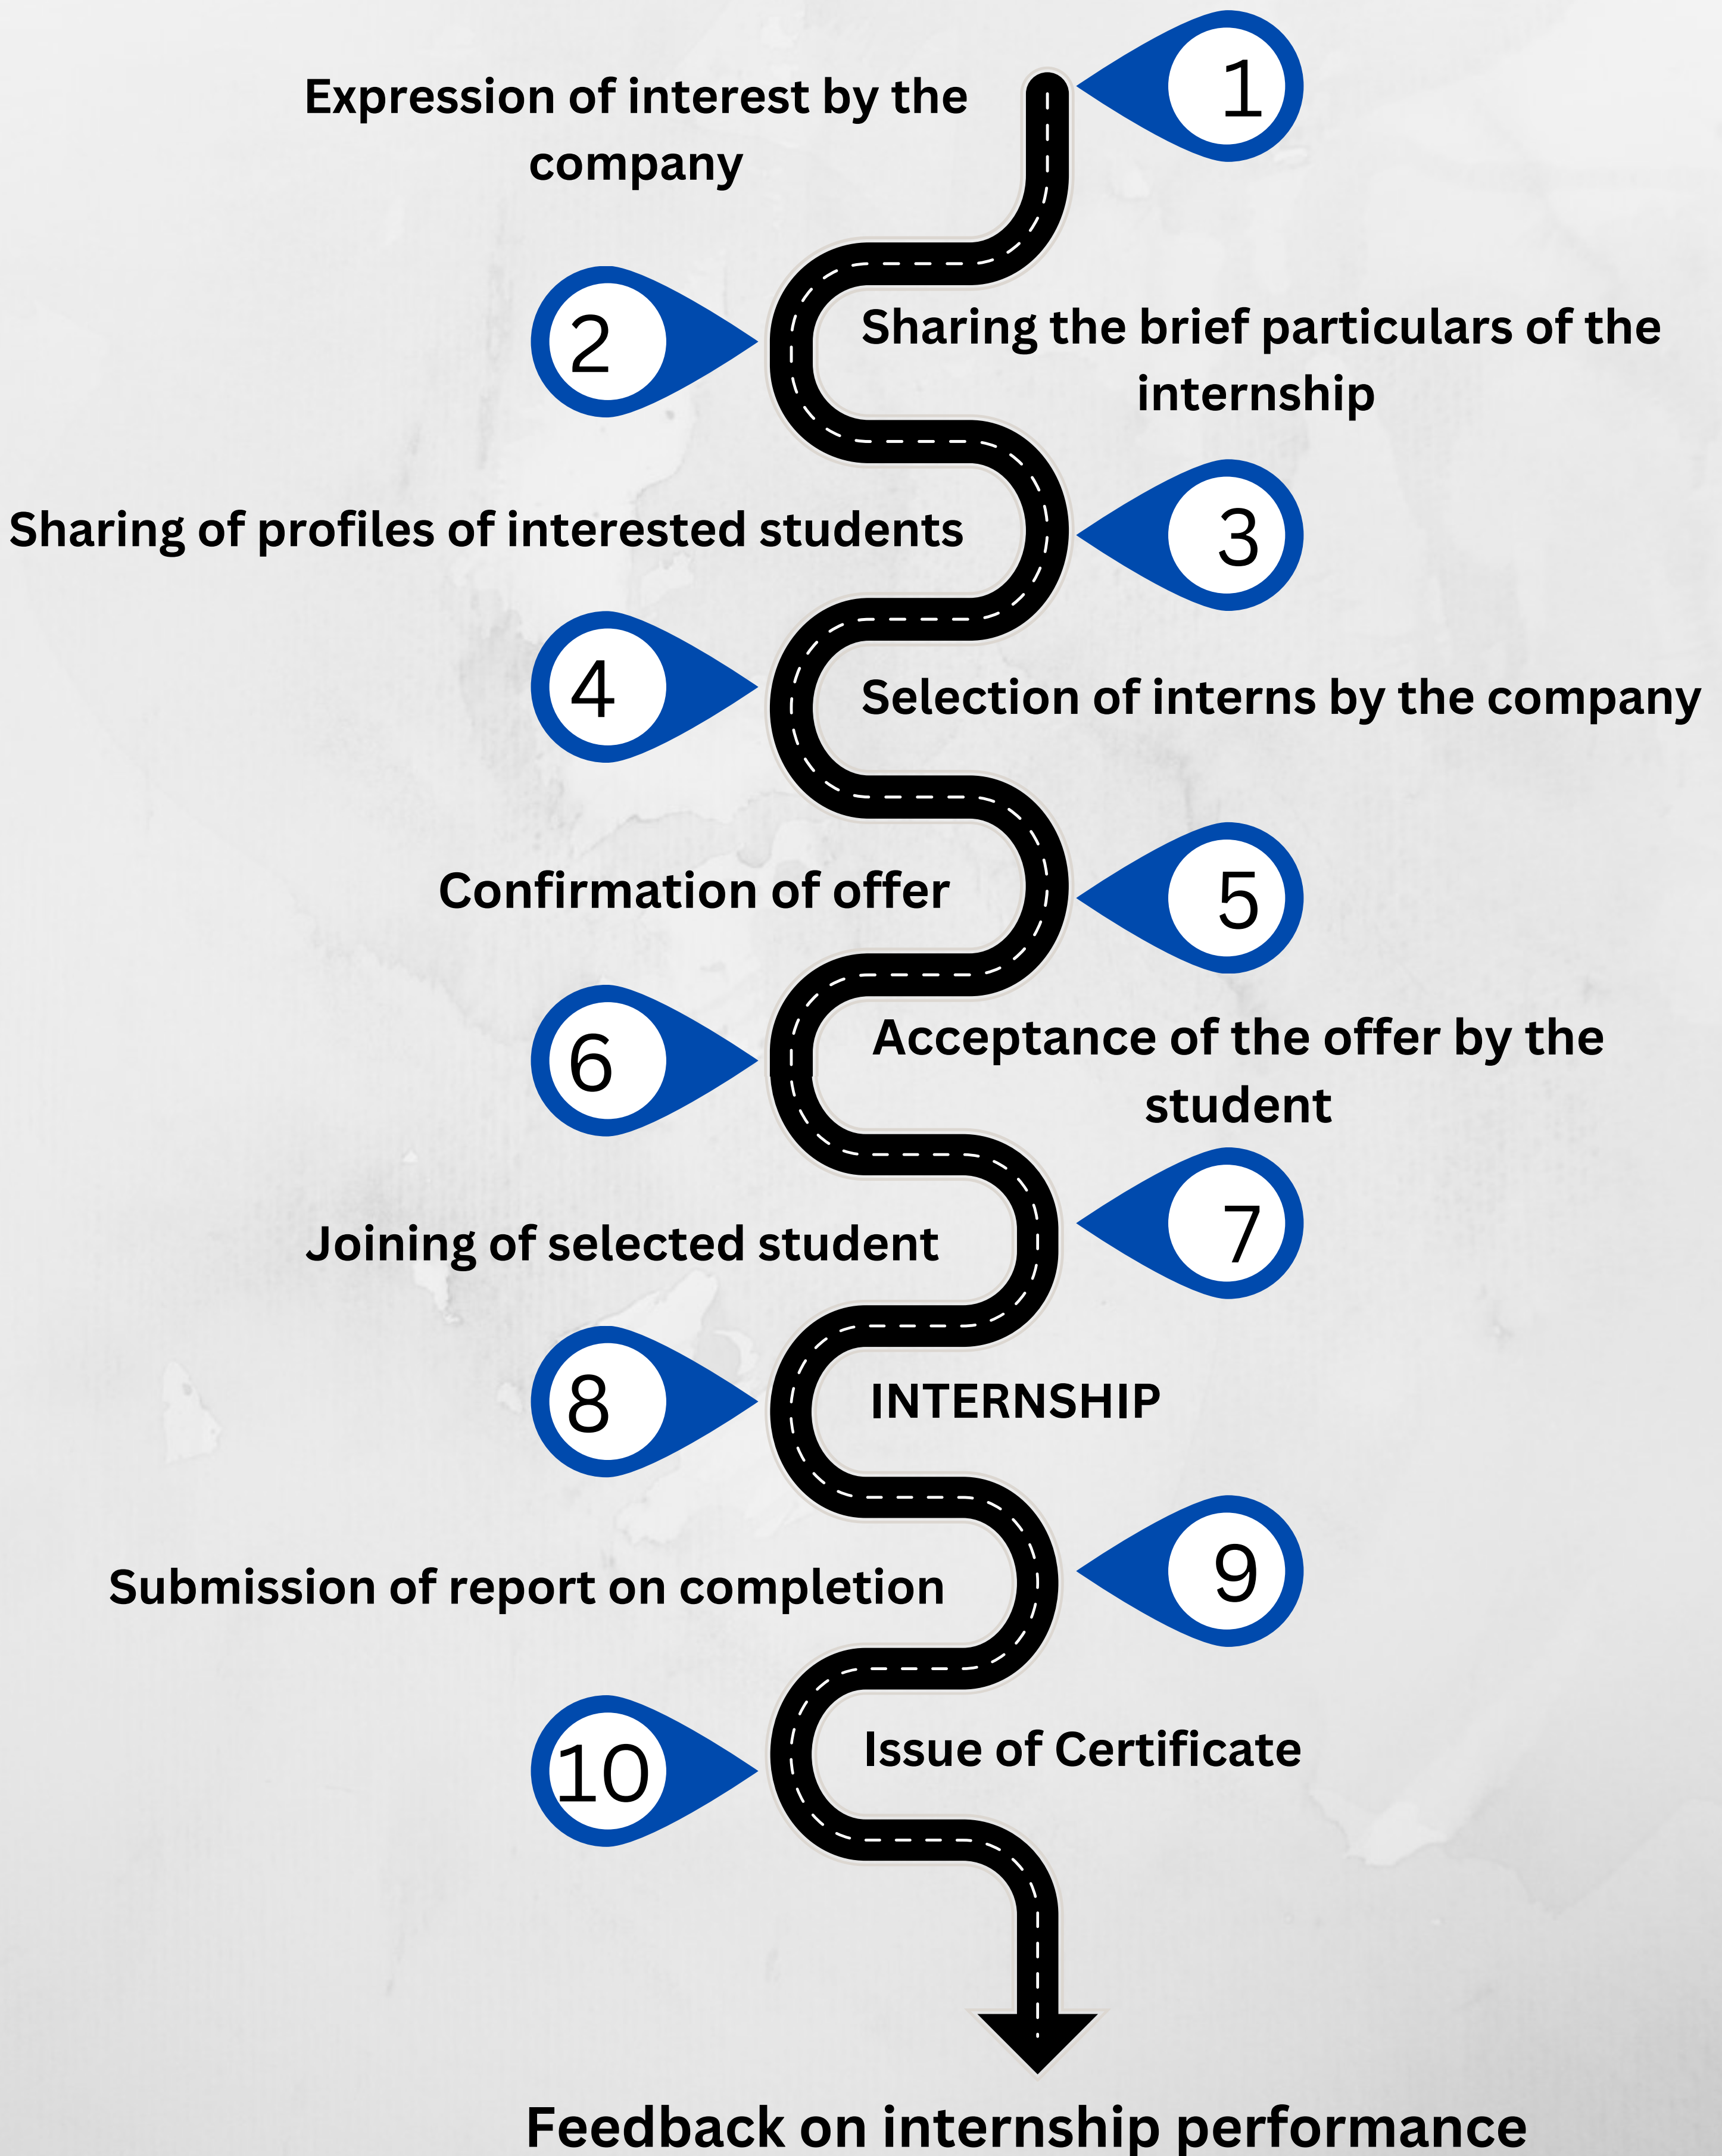 1
Expression of interest by the
company
2
Sharing the brief particulars of the
internship
3
Sharing of profiles of interested students
4
Selection of interns by the company
5
Confirmation of offer
6
Acceptance of the offer by the
student
7
Joining of selected student
8
INTERNSHIP
9
Submission of report on completion
10
Issue of Certificate
Feedback on internship performance